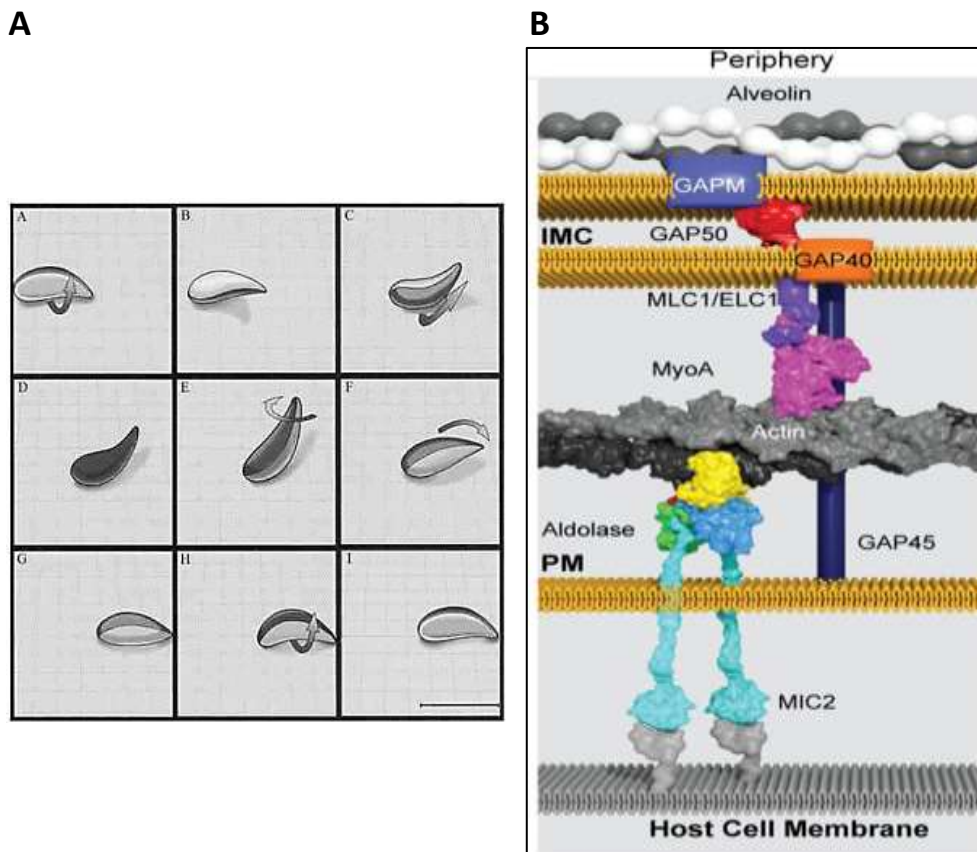 A
B
A
B
C
D
E
F
G
H
I
Periphery
Alveolin
GAPM
IMC
GAP50
GAP40
MLC1/ELC1
MyoA
Actin
Aldolase
GAP45
PM
MIC2
Host Cell Membrane